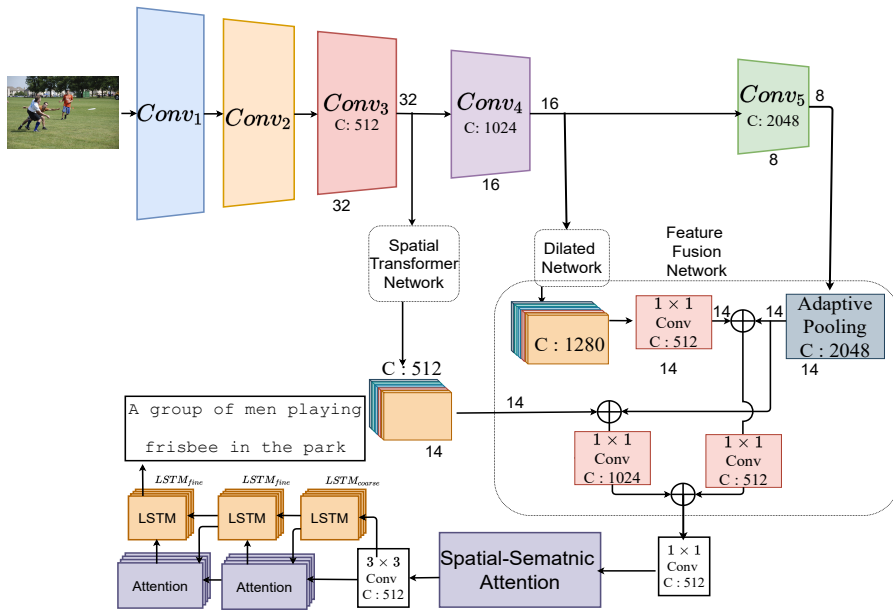 Conv₁
Conv₂
Conv₃
C: 512
32
32
Conv₄
C: 1024
16
16
Conv₅
C: 2048
8
8
Spatial
Transformer
Network
Dilated
Network
Feature
Fusion
Network
C : 1280
1 × 1
Conv
C : 512
14
14
14
Adaptive
Pooling
C : 2048
14
C : 512
14
14
1 × 1
Conv
C : 1024
1 × 1
Conv
C : 512
A group of men playing
frisbee in the park
LSTM_fine
LSTM_fine
LSTM_coarse
LSTM
LSTM
LSTM
Attention
Attention
3 × 3
Conv
C : 512
Spatial-Sematnic
Attention
1 × 1
Conv
C : 512